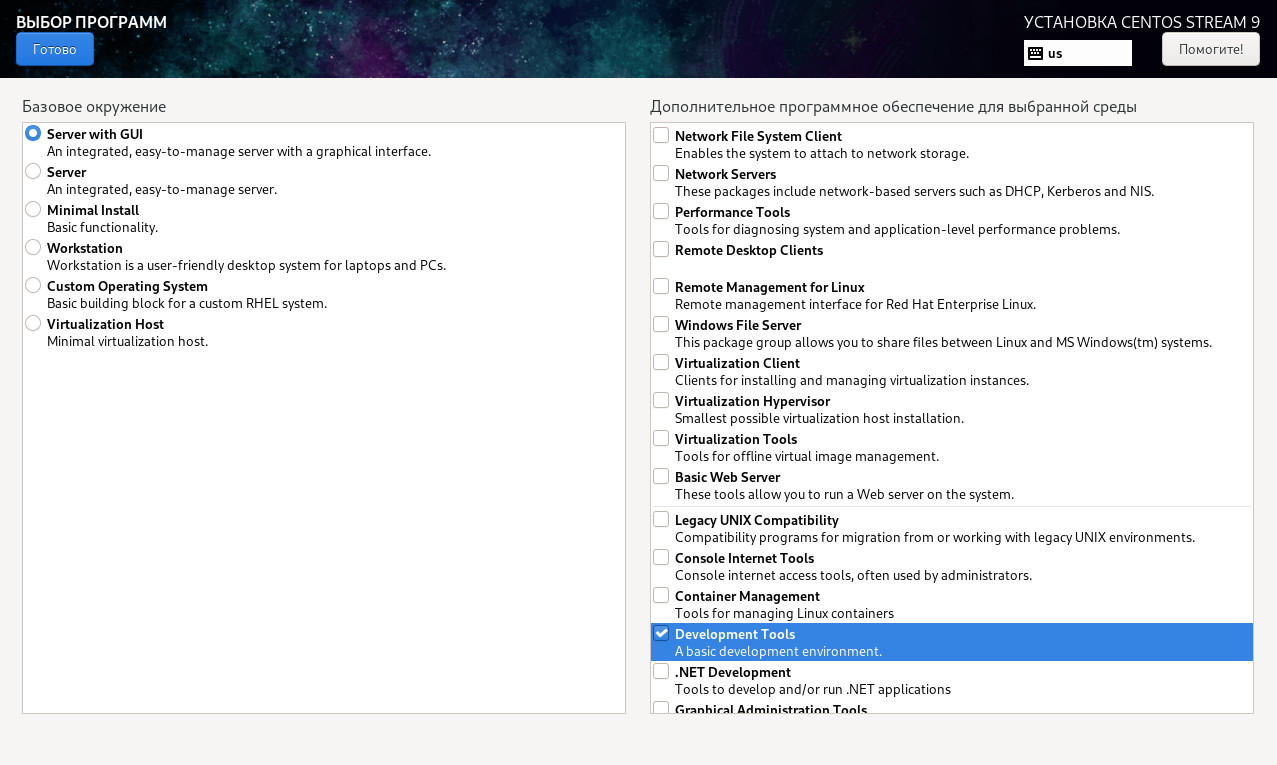 ВЫБОР ПРОГРАММ
Готово
УСТАНОВКА CENTOS STREAM 9
us
Помогите!
Базовое окружение
Server with GUI
An integrated, easy-to-manage server with a graphical interface.
Server
An integrated, easy-to-manage server.
Minimal Install
Basic functionality.
Workstation
Workstation is a user-friendly desktop system for laptops and PCs.
Custom Operating System
Basic building block for a custom RHEL system.
Virtualization Host
Minimal virtualization host.
Дополнительное программное обеспечение для выбранной среды
Network File System Client
Enables the system to attach to network storage.
Network Servers
These packages include network-based servers such as DHCP, Kerberos and NIS.
Performance Tools
Tools for diagnosing system and application-level performance problems.
Remote Desktop Clients
Remote Management for Linux
Remote management interface for Red Hat Enterprise Linux.
Windows File Server
This package group allows you to share files between Linux and MS Windows(tm) systems.
Virtualization Client
Clients for installing and managing virtualization instances.
Virtualization Hypervisor
Smallest possible virtualization host installation.
Virtualization Tools
Tools for offline virtual image management.
Basic Web Server
These tools allow you to run a Web server on the system.
Legacy UNIX Compatibility
Compatibility programs for migration from or working with legacy UNIX environments.
Console Internet Tools
Console internet access tools, often used by administrators.
Container Management
Tools for managing Linux containers
Development Tools
A basic development environment.
.NET Development
Tools to develop and/or run .NET applications
Graphical Administration Tools